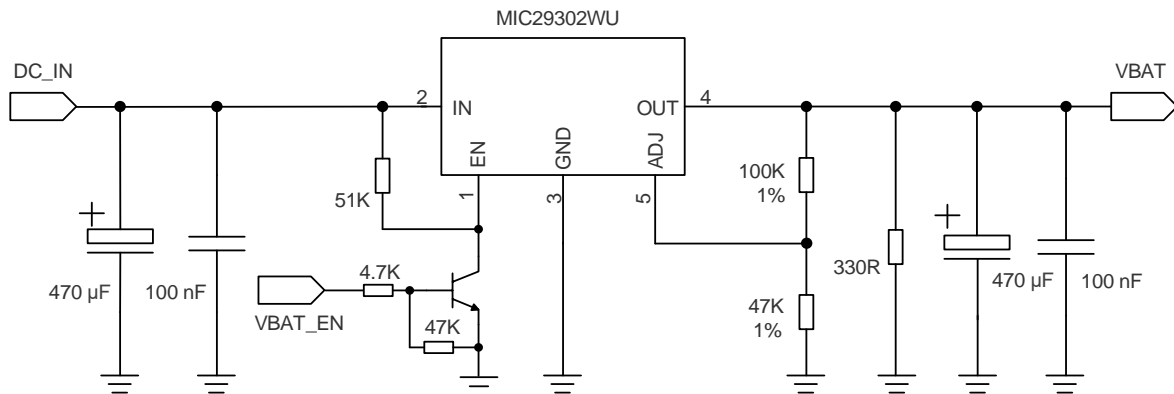 MIC29302WU
DC_IN
VBAT
2
IN
OUT
4
EN
GND
ADJ
1
3
5
51K
100K
1%
470 µF
100 nF
4.7K
VBAT_EN
47K
47K
1%
330R
470 µF
100 nF